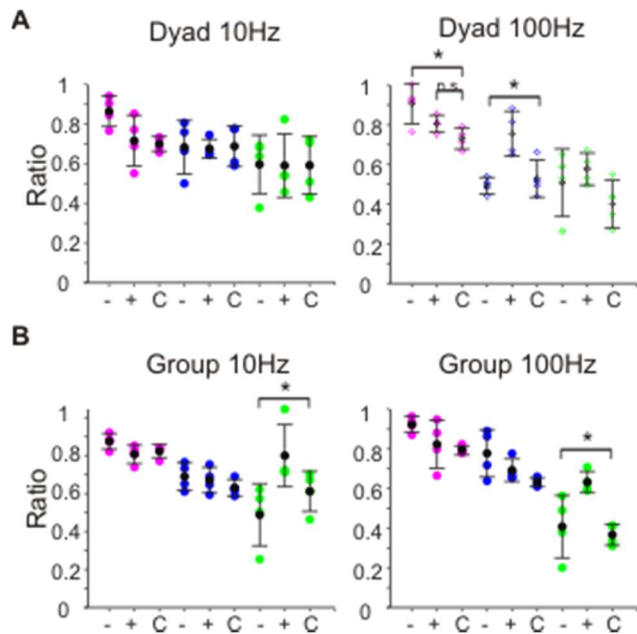 A
Dyad 10Hz
Dyad 100Hz
*
n.s.
*
Ratio
1
0.8
0.6
0.4
0.2
0
- + C - + C - + C
1
0.8
0.6
0.4
0.2
0
- + C - + C - + C
B
Group 10Hz
Group 100Hz
*
*
Ratio
1
0.8
0.6
0.4
0.2
0
- + C - + C - + C
1
0.8
0.6
0.4
0.2
0
- + C - + C - + C